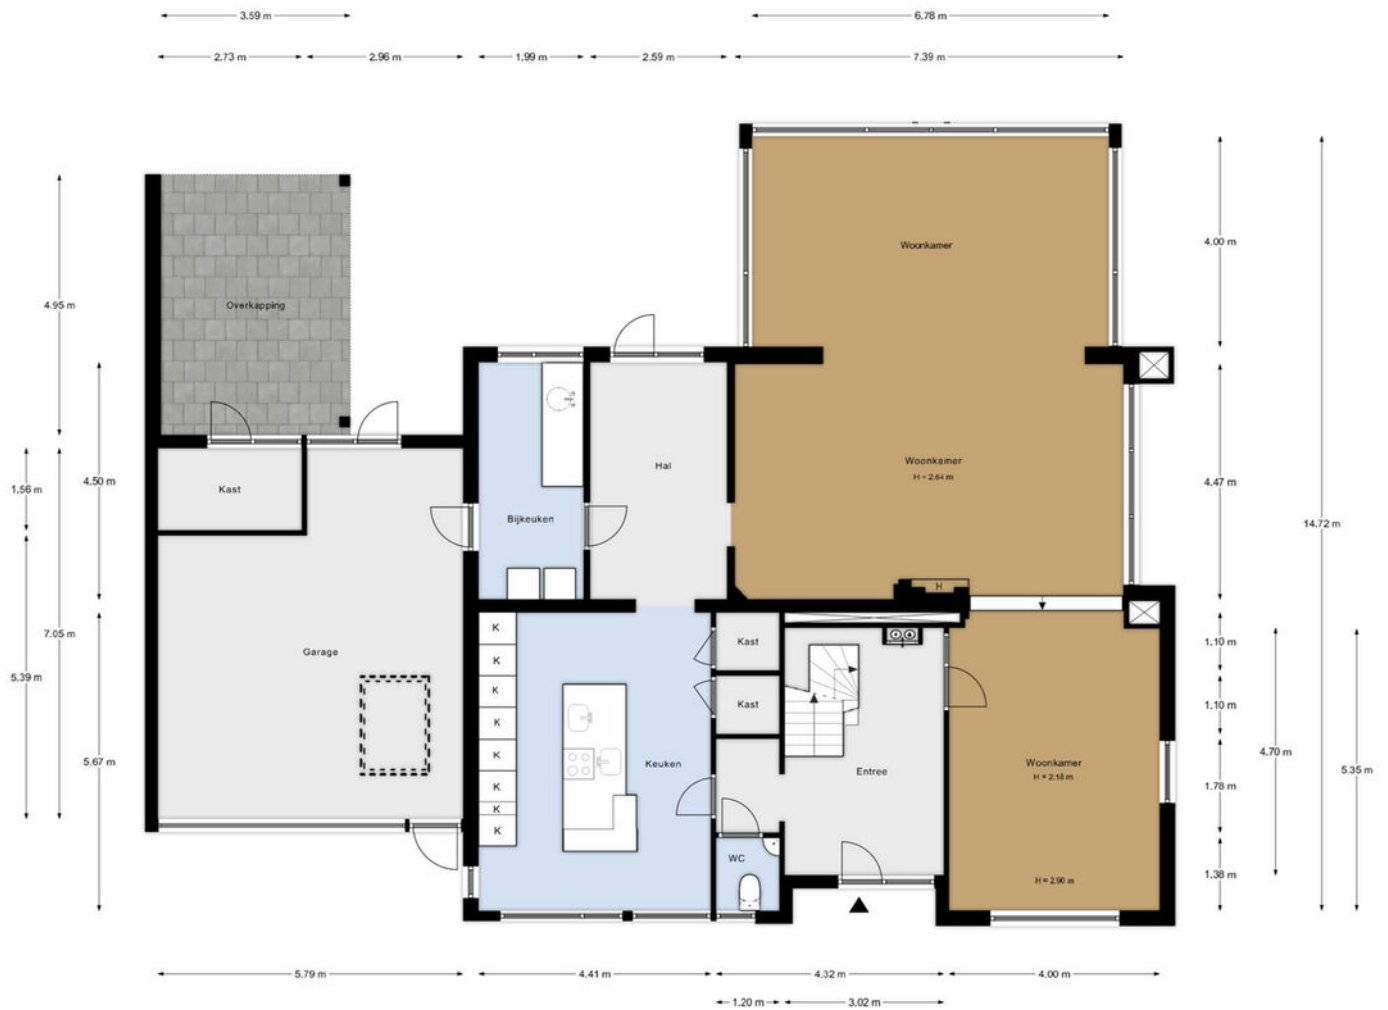 3.59 m
6.78 m
2.73 m
2.96 m
1.99 m
2.59 m
7.39 m
Woonkamer
4.00 m
4.95 m
Overkapping
Woonkamer
H = 2.64 m
Hal
4.50 m
4.47 m
1.56 m
Kast
Bijkeuken
14.72 m
H
K
K
K
K
K
K
K
K
Kast
Kast
7.05 m
5.39 m
Garage
1.10 m
1.10 m
5.67 m
Keuken
Entree
Woonkamer
H = 2.18 m
4.70 m
5.35 m
1.78 m
WC
H = 2.90 m
1.38 m
5.79 m
4.41 m
4.32 m
4.00 m
1.20 m
3.02 m